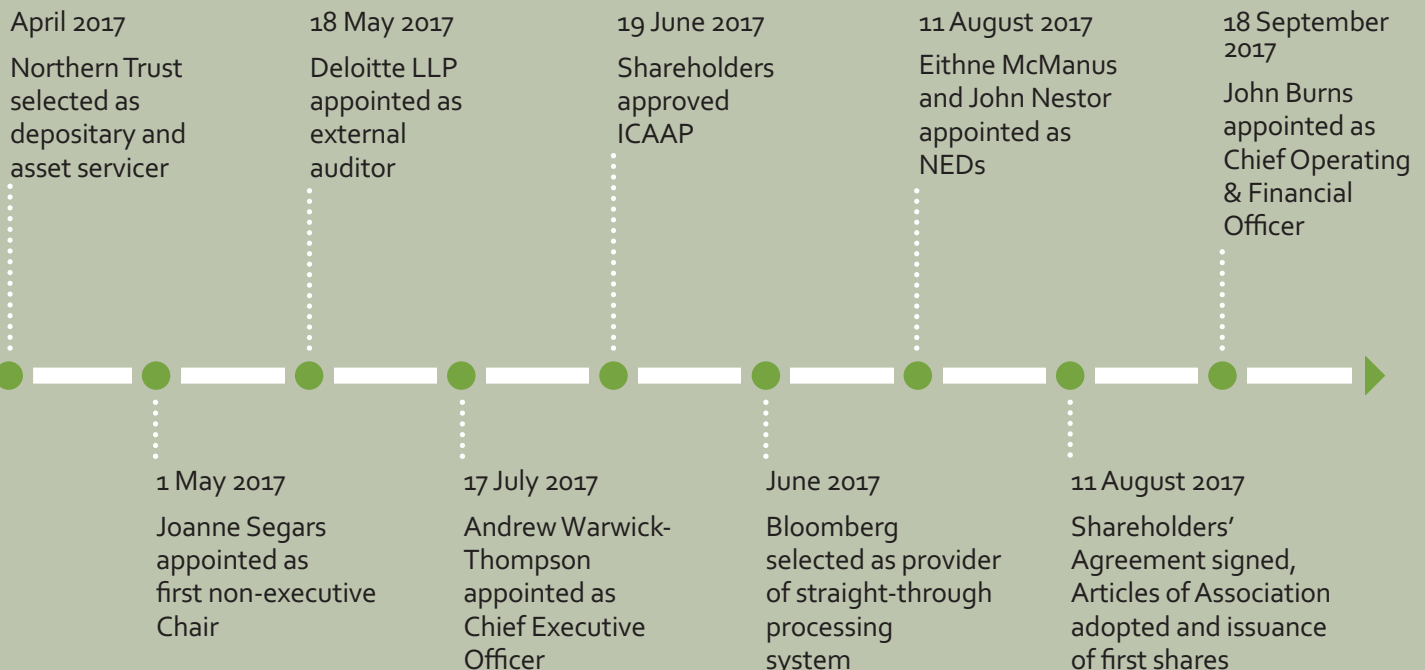 April 2017
Northern Trust
selected as
depositary and
asset servicer
18 May 2017
Deloitte LLP
appointed as
external
auditor
19 June 2017
Shareholders
approved
ICAAP
11 August 2017
Eithne McManus
and John Nestor
appointed as
NEDs
18 September
2017
John Burns
appointed as
Chief Operating
& Financial
Officer
1 May 2017
Joanne Segars
appointed as
first non-executive
Chair
17 July 2017
Andrew Warwick-
Thompson
appointed as
Chief Executive
Officer
June 2017
Bloomberg
selected as provider
of straight-through
processing
system
11 August 2017
Shareholders’
Agreement signed,
Articles of Association
adopted and issuance
of first shares